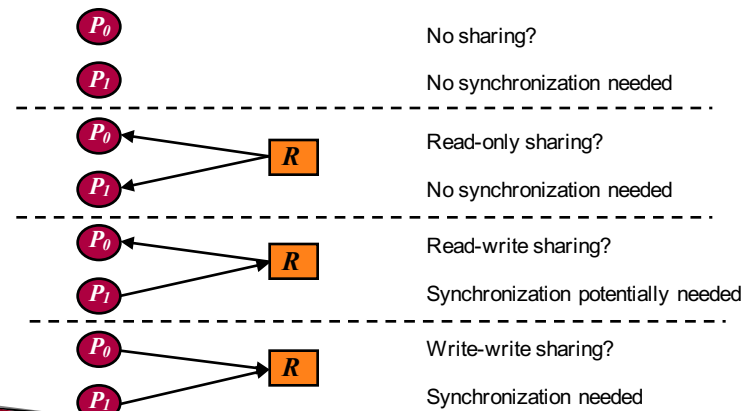 P0
No sharing?
P1
No synchronization needed
P0
Read-only sharing?
R
P1
No synchronization needed
P0
Read-write sharing?
R
P1
Synchronization potentially needed
P0
Write-write sharing?
R
P1
Synchronization needed